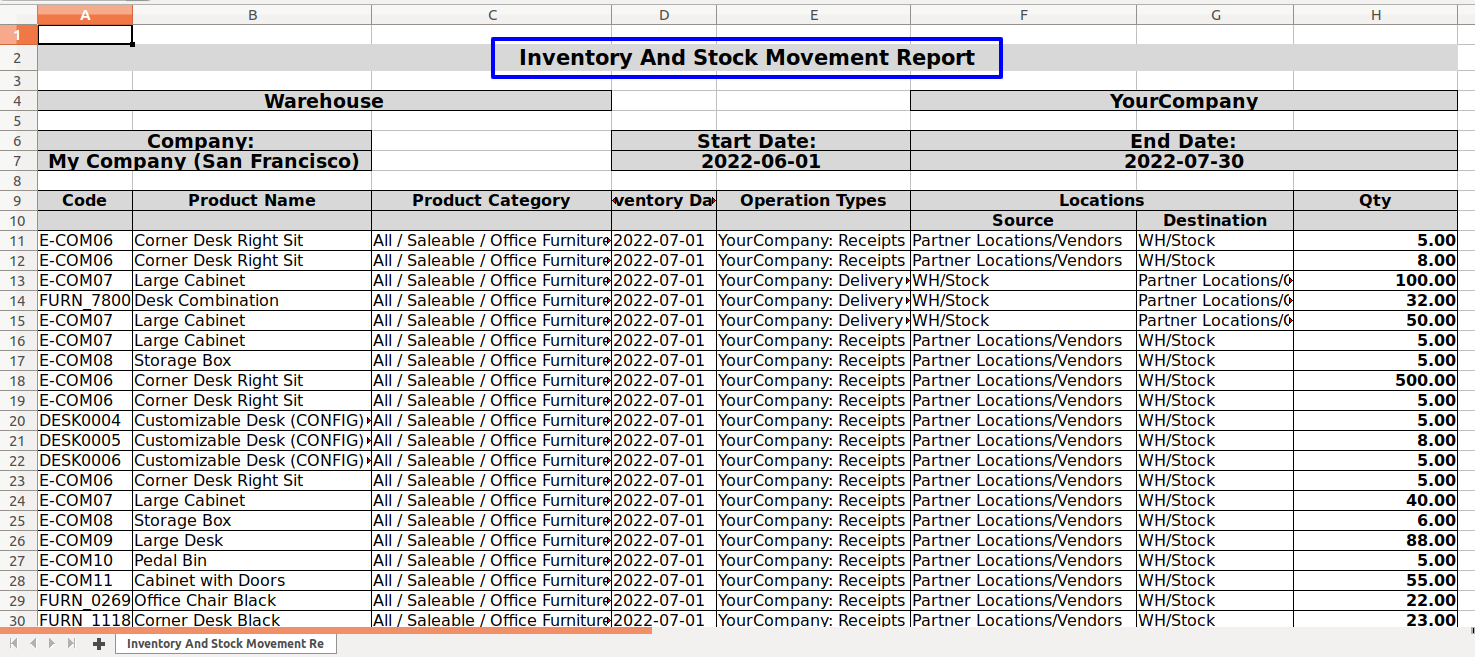 A B C D E F G H
1
2 Inventory And Stock Movement Report
3
4 Warehouse YourCompany
5
6 Company: Start Date: End Date:
7 My Company (San Francisco) 2022-06-01 2022-07-30
8
9 Code Product Name Product Category ventory Da Operation Types Locations Qty
10 Source Destination
11 E-COM06 Corner Desk Right Sit All / Saleable / Office Furniture 2022-07-01 YourCompany: Receipts Partner Locations/Vendors WH/Stock 5.00
12 E-COM06 Corner Desk Right Sit All / Saleable / Office Furniture 2022-07-01 YourCompany: Receipts Partner Locations/Vendors WH/Stock 8.00
13 E-COM07 Large Cabinet All / Saleable / Office Furniture 2022-07-01 YourCompany: Delivery WH/Stock Partner Locations/C 100.00
14 FURN_7800 Desk Combination All / Saleable / Office Furniture 2022-07-01 YourCompany: Delivery WH/Stock Partner Locations/C 32.00
15 E-COM07 Large Cabinet All / Saleable / Office Furniture 2022-07-01 YourCompany: Delivery WH/Stock Partner Locations/C 50.00
16 E-COM07 Large Cabinet All / Saleable / Office Furniture 2022-07-01 YourCompany: Receipts Partner Locations/Vendors WH/Stock 5.00
17 E-COM08 Storage Box All / Saleable / Office Furniture 2022-07-01 YourCompany: Receipts Partner Locations/Vendors WH/Stock 5.00
18 E-COM06 Corner Desk Right Sit All / Saleable / Office Furniture 2022-07-01 YourCompany: Receipts Partner Locations/Vendors WH/Stock 500.00
19 E-COM06 Corner Desk Right Sit All / Saleable / Office Furniture 2022-07-01 YourCompany: Receipts Partner Locations/Vendors WH/Stock 5.00
20 DESK0004 Customizable Desk (CONFIG) All / Saleable / Office Furniture 2022-07-01 YourCompany: Receipts Partner Locations/Vendors WH/Stock 5.00
21 DESK0005 Customizable Desk (CONFIG) All / Saleable / Office Furniture 2022-07-01 YourCompany: Receipts Partner Locations/Vendors WH/Stock 8.00
22 DESK0006 Customizable Desk (CONFIG) All / Saleable / Office Furniture 2022-07-01 YourCompany: Receipts Partner Locations/Vendors WH/Stock 5.00
23 E-COM06 Corner Desk Right Sit All / Saleable / Office Furniture 2022-07-01 YourCompany: Receipts Partner Locations/Vendors WH/Stock 5.00
24 E-COM07 Large Cabinet All / Saleable / Office Furniture 2022-07-01 YourCompany: Receipts Partner Locations/Vendors WH/Stock 40.00
25 E-COM08 Storage Box All / Saleable / Office Furniture 2022-07-01 YourCompany: Receipts Partner Locations/Vendors WH/Stock 6.00
26 E-COM09 Large Desk All / Saleable / Office Furniture 2022-07-01 YourCompany: Receipts Partner Locations/Vendors WH/Stock 88.00
27 E-COM10 Pedal Bin All / Saleable / Office Furniture 2022-07-01 YourCompany: Receipts Partner Locations/Vendors WH/Stock 5.00
28 E-COM11 Cabinet with Doors All / Saleable / Office Furniture 2022-07-01 YourCompany: Receipts Partner Locations/Vendors WH/Stock 55.00
29 FURN_0269 Office Chair Black All / Saleable / Office Furniture 2022-07-01 YourCompany: Receipts Partner Locations/Vendors WH/Stock 22.00
30 FURN_1118 Corner Desk Black All / Saleable / Office Furniture 2022-07-01 YourCompany: Receipts Partner Locations/Vendors WH/Stock 23.00
Inventory And Stock Movement Re